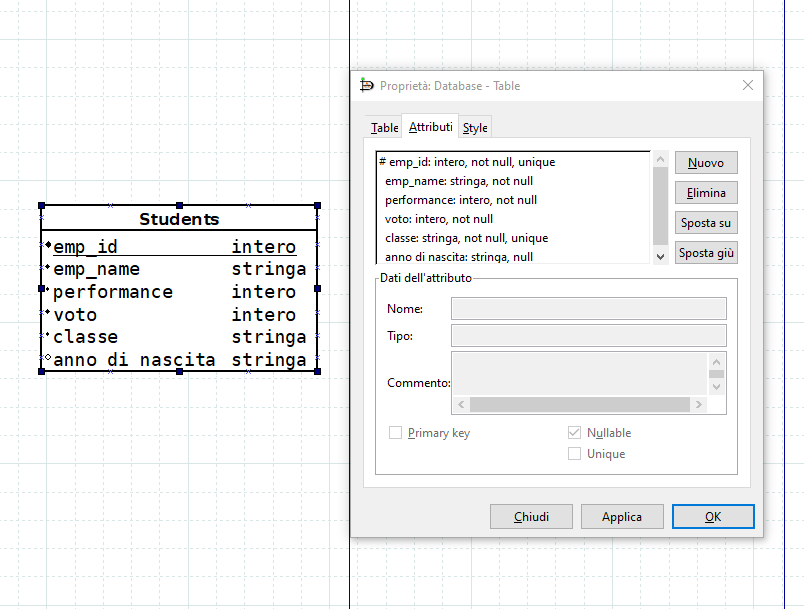 Students
emp_id intero
emp_name stringa
performance intero
voto intero
classe stringa
anno di nascita stringa
Proprietà: Database - Table
Table Attributi Style
# emp_id: intero, not null, unique
emp_name: stringa, not null
performance: intero, not null
voto: intero, not null
classe: stringa, not null, unique
anno di nascita: stringa, null
Nuovo
Elimina
Sposta su
Sposta giù
Dati dell'attributo
Nome:
Tipo:
Commento:
Primary key Nullable
Unique
Chiudi Applica OK